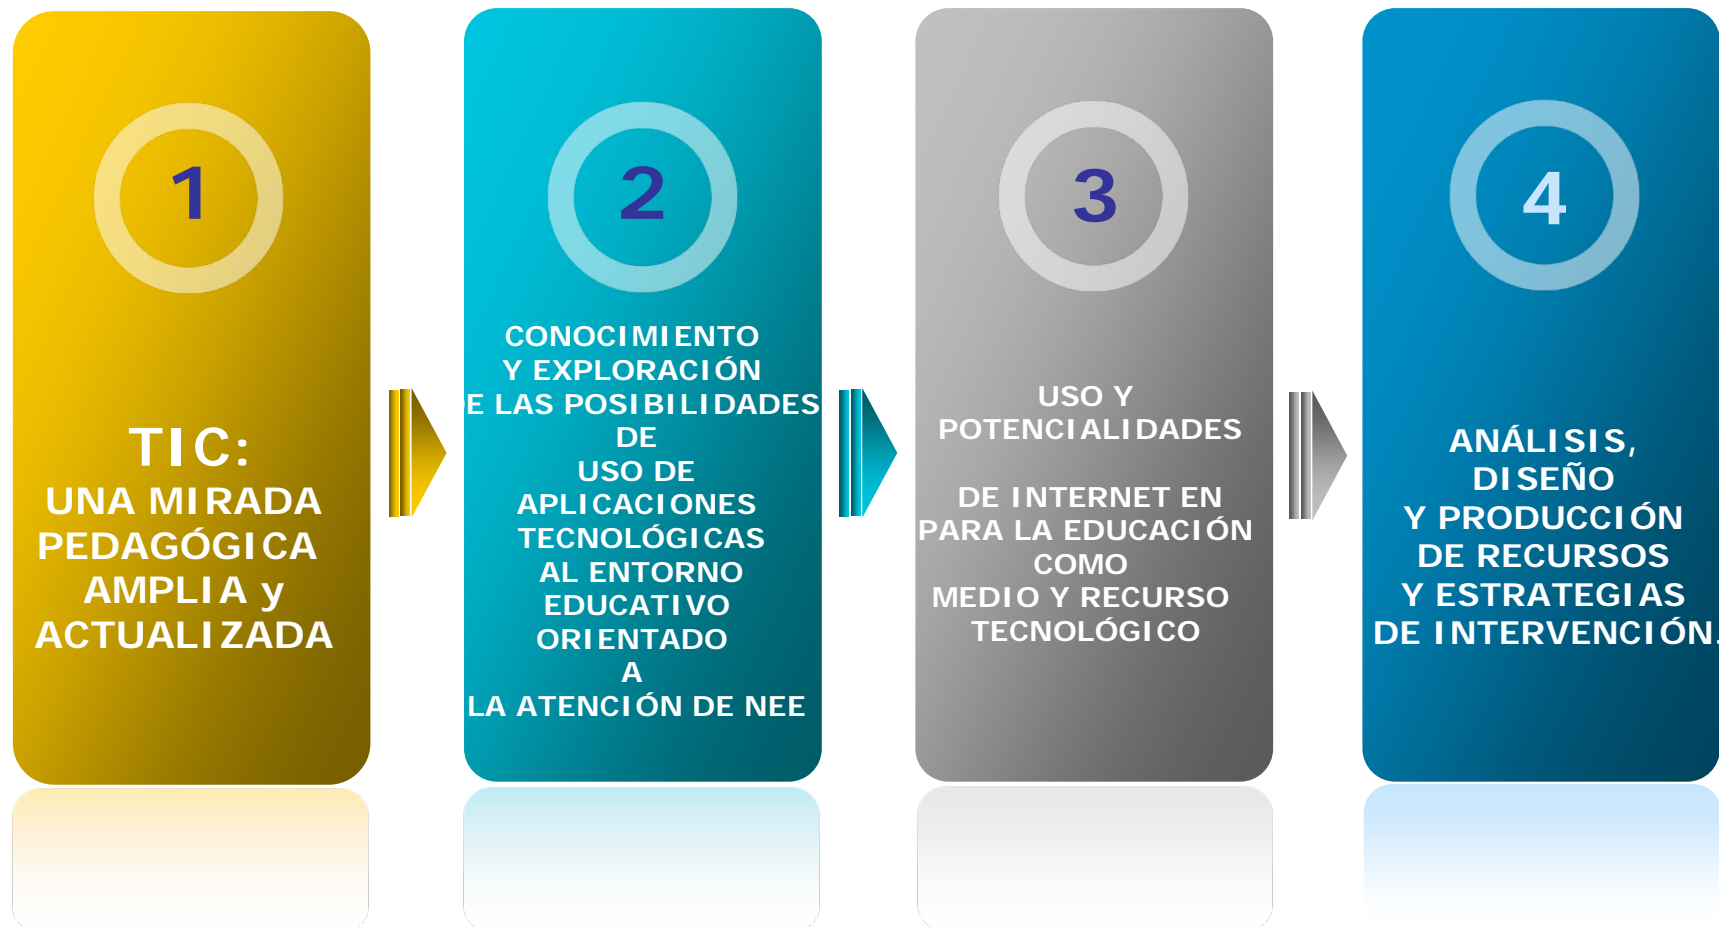 1
TIC:
UNA MIRADA
PEDAGÓGICA
AMPLIA y
ACTUALIZADA
2
CONOCIMIENTO
Y EXPLORACIÓN
E LAS POSIBILIDADES
DE
USO DE
APLICACIONES
TECNOLÓGICAS
AL ENTORNO
EDUCATIVO
ORIENTADO
A
LA ATENCIÓN DE NEE
3
USO Y
POTENCIALIDADES
DE INTERNET EN
PARA LA EDUCACIÓN
COMO
MEDIO Y RECURSO
TECNOLÓGICO
4
ANÁLISIS,
DISEÑO
Y PRODUCCIÓN
DE RECURSOS
Y ESTRATEGIAS
DE INTERVENCIÓN.